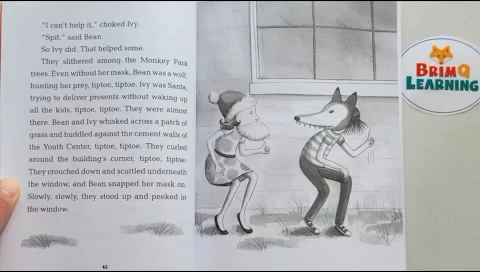 "I can't help it," choked Ivy.
"Spit," said Bean.
So Ivy did. That helped some.
They slithered among the Monkey Park
trees. Even without her mask, Bean was a wolf,
hunting her prey, tiptoe, tiptoe. Ivy was Santa,
trying to deliver presents without waking up
all the kids, tiptoe, tiptoe. They were almost
there. Bean and Ivy whisked across a patch of
grass and huddled against the cement walls of
the Youth Center, tiptoe, tiptoe. They curled
around the building's corner, tiptoe, tiptoe.
They crouched down and scuttled underneath
the window, and Bean snapped her mask on.
Slowly, slowly, they stood up and peeked in
the window.
42
BRIMQ
LEARNING